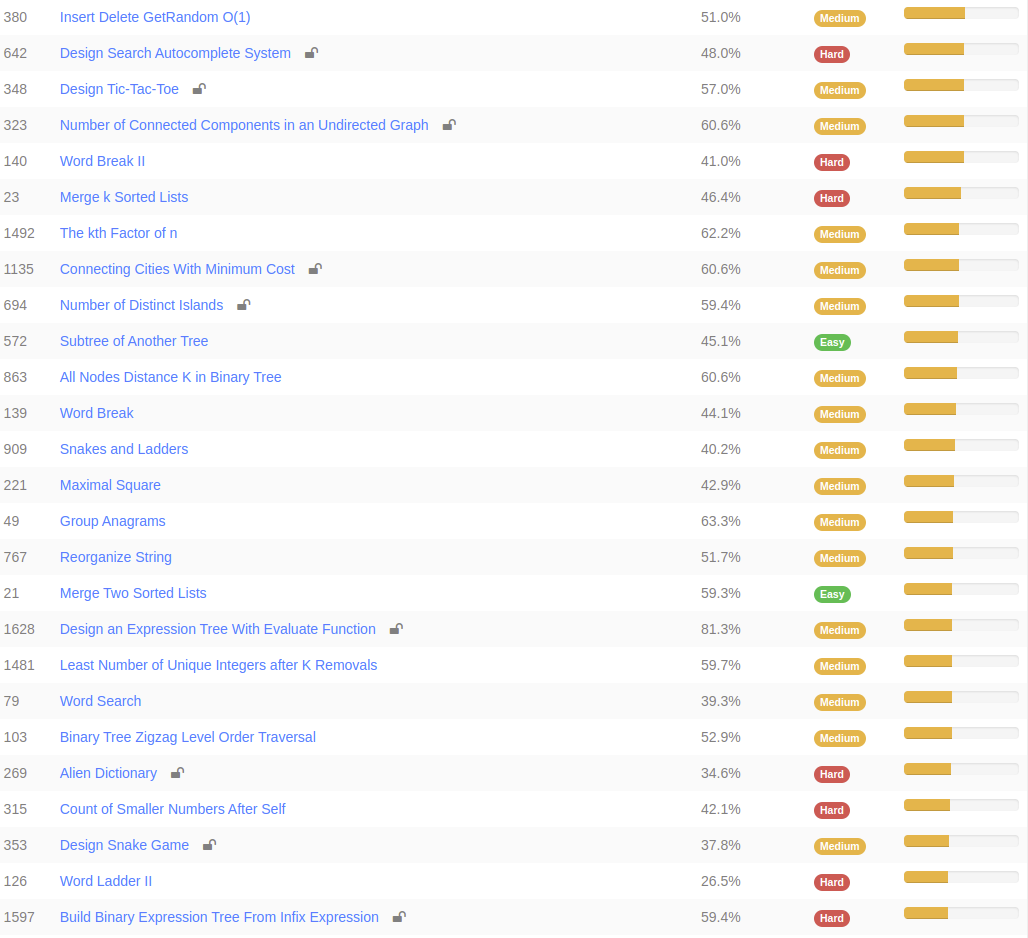 380 Insert Delete GetRandom O(1) 51.0% Medium
642 Design Search Autocomplete System 48.0% Hard
348 Design Tic-Tac-Toe 57.0% Medium
323 Number of Connected Components in an Undirected Graph 60.6% Medium
140 Word Break II 41.0% Hard
23 Merge k Sorted Lists 46.4% Hard
1492 The kth Factor of n 62.2% Medium
1135 Connecting Cities With Minimum Cost 60.6% Medium
694 Number of Distinct Islands 59.4% Medium
572 Subtree of Another Tree 45.1% Easy
863 All Nodes Distance K in Binary Tree 60.6% Medium
139 Word Break 44.1% Medium
909 Snakes and Ladders 40.2% Medium
221 Maximal Square 42.9% Medium
49 Group Anagrams 63.3% Medium
767 Reorganize String 51.7% Medium
21 Merge Two Sorted Lists 59.3% Easy
1628 Design an Expression Tree With Evaluate Function 81.3% Medium
1481 Least Number of Unique Integers after K Removals 59.7% Medium
79 Word Search 39.3% Medium
103 Binary Tree Zigzag Level Order Traversal 52.9% Medium
269 Alien Dictionary 34.6% Hard
315 Count of Smaller Numbers After Self 42.1% Hard
353 Design Snake Game 37.8% Medium
126 Word Ladder II 26.5% Hard
1597 Build Binary Expression Tree From Infix Expression 59.4% Hard